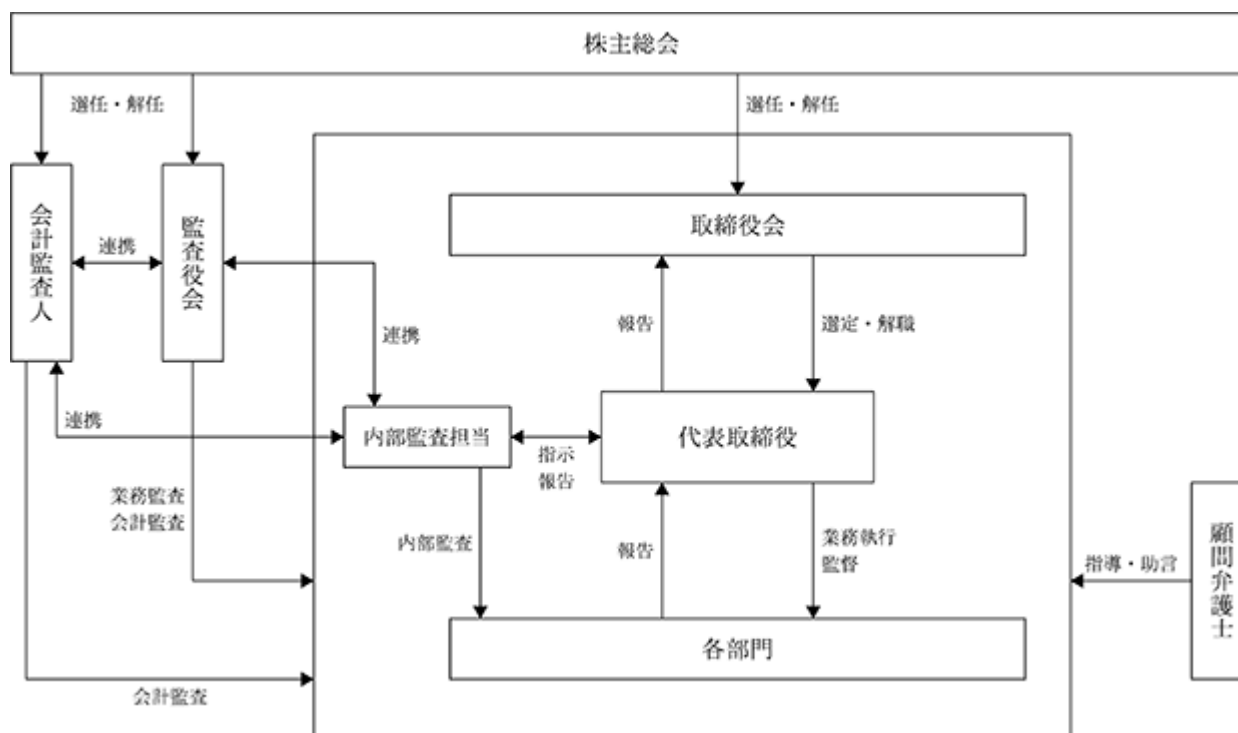 株主総会
選任・解任
選任・解任
会計監査人
連携
監査役会
取締役会
連携
報告
選定・解職
連携
内部監査担当
指示
報告
代表取締役
業務監査
会計監査
内部監査
報告
業務執行
監督
指導・助言
顧問弁護士
各部門
会計監査